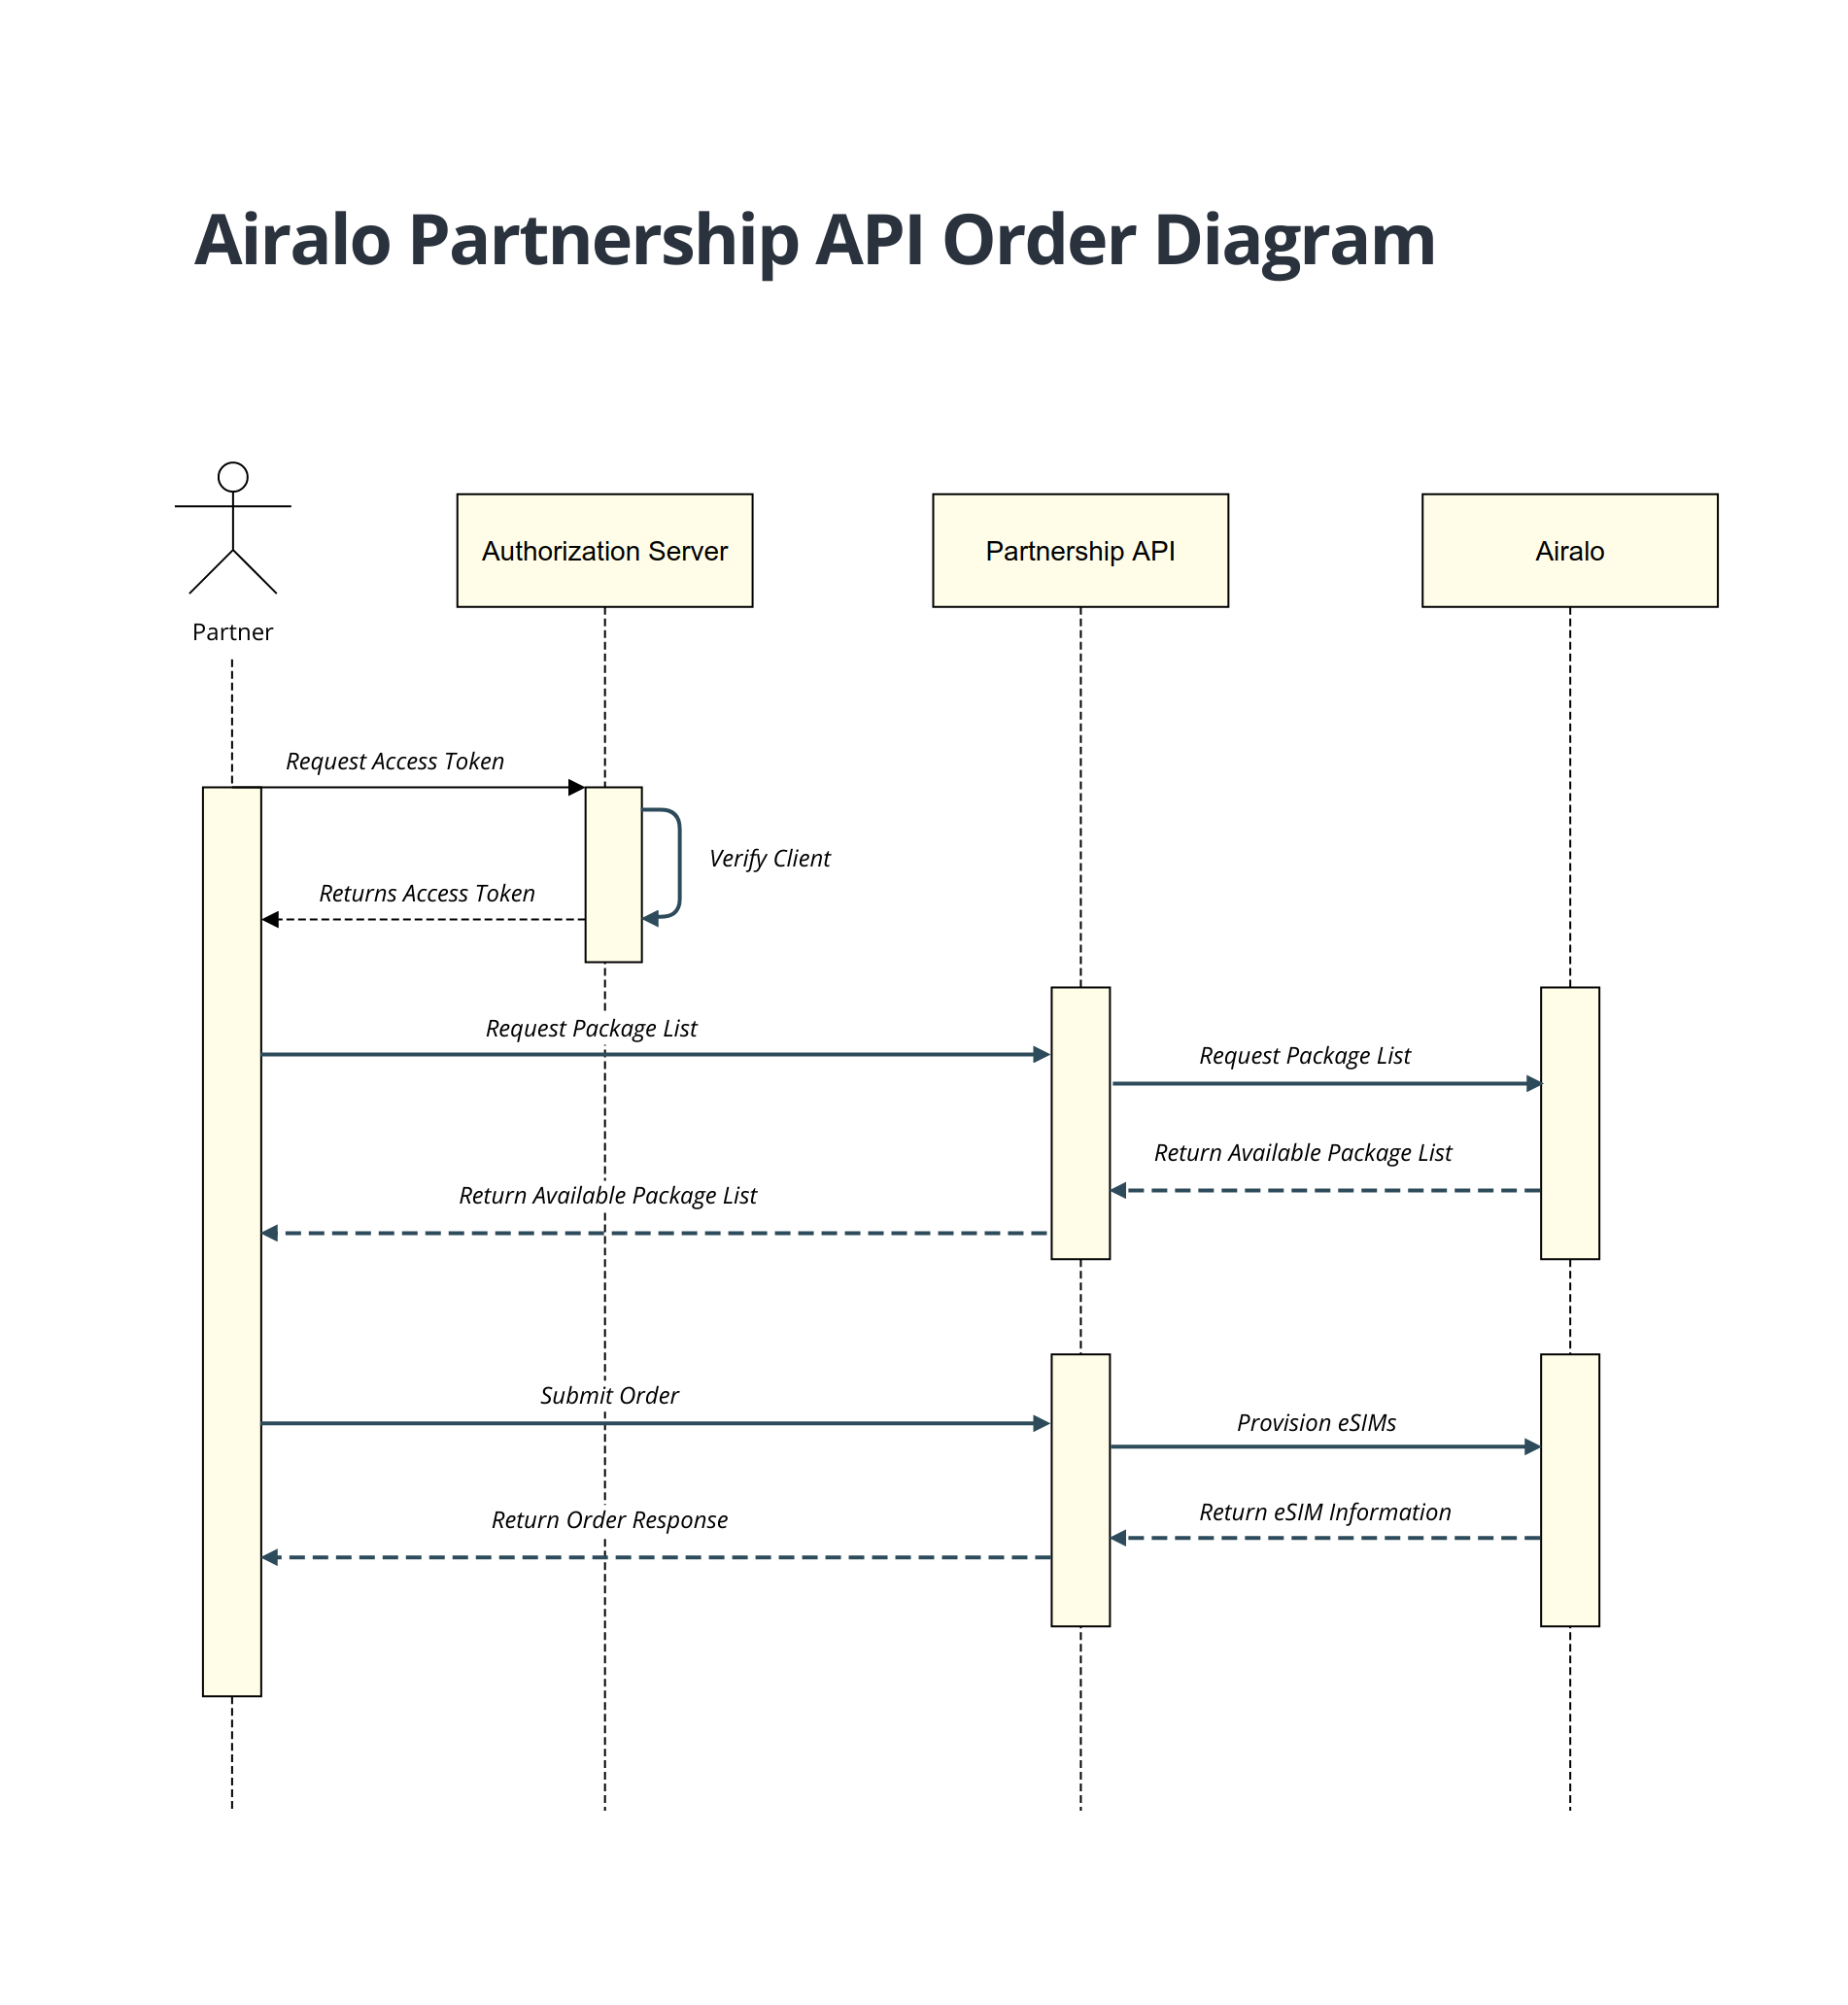 Airalo Partnership API Order Diagram
Partner
Authorization Server
Partnership API
Airalo
Request Access Token
Verify Client
Returns Access Token
Request Package List
Request Package List
Return Available Package List
Return Available Package List
Submit Order
Provision eSIMs
Return eSIM Information
Return Order Response